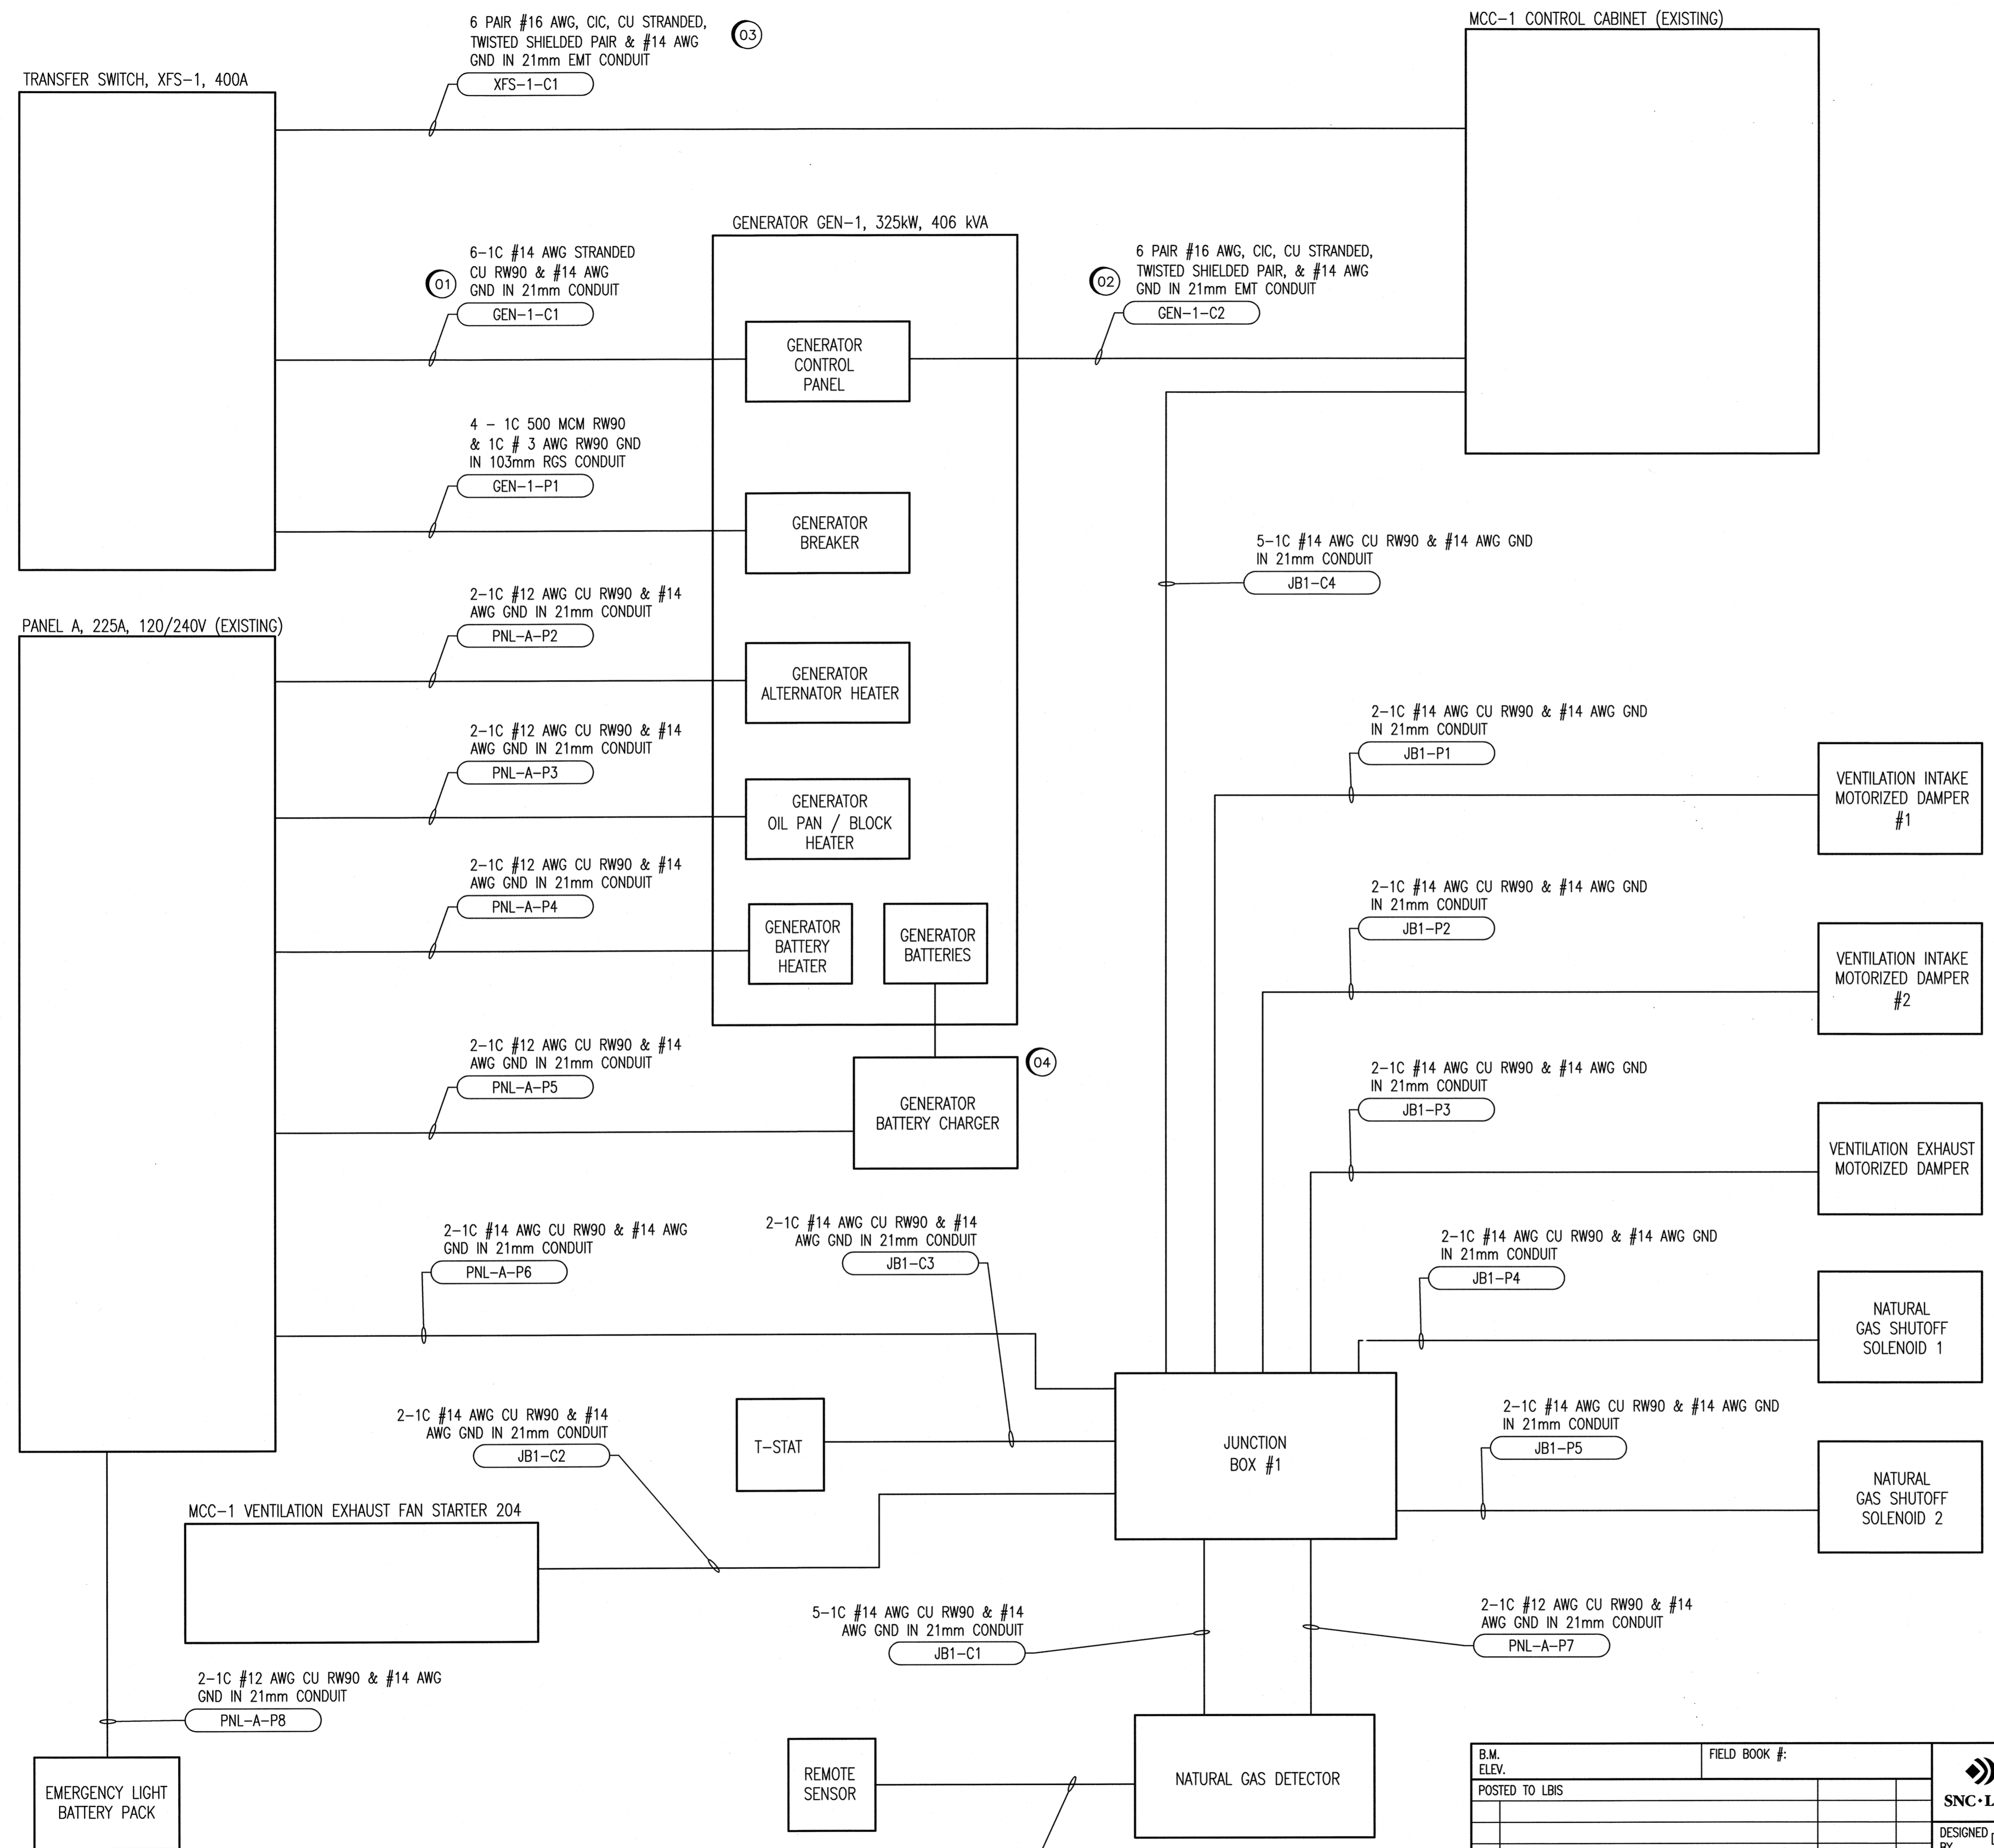 6 PAIR #16 AWG, CIC, CU STRANDED,
TWISTED SHIELDED PAIR & #14 AWG
GND IN 21mm EMT CONDUIT
03
XFS-1-C1
MCC-1 CONTROL CABINET (EXISTING)
TRANSFER SWITCH, XFS-1, 400A
GENERATOR GEN-1, 325kW, 406 kVA
6-1C #14 AWG STRANDED
CU RW90 & #14 AWG
GND IN 21mm CONDUIT
01
GEN-1-C1
6 PAIR #16 AWG, CIC, CU STRANDED,
TWISTED SHIELDED PAIR, & #14 AWG
GND IN 21mm EMT CONDUIT
02
GEN-1-C2
GENERATOR
CONTROL
PANEL
4 - 1C 500 MCM RW90
& 1C # 3 AWG RW90 GND
IN 103mm RGS CONDUIT
GEN-1-P1
GENERATOR
BREAKER
5-1C #14 AWG CU RW90 & #14 AWG GND
IN 21mm CONDUIT
JB1-C4
PANEL A, 225A, 120/240V (EXISTING)
2-1C #12 AWG CU RW90 & #14
AWG GND IN 21mm CONDUIT
PNL-A-P2
GENERATOR
ALTERNATOR HEATER
2-1C #12 AWG CU RW90 & #14
AWG GND IN 21mm CONDUIT
PNL-A-P3
GENERATOR
OIL PAN / BLOCK
HEATER
2-1C #14 AWG CU RW90 & #14 AWG GND
IN 21mm CONDUIT
JB1-P1
VENTILATION INTAKE
MOTORIZED DAMPER
#1
2-1C #12 AWG CU RW90 & #14
AWG GND IN 21mm CONDUIT
PNL-A-P4
GENERATOR
BATTERY
HEATER
GENERATOR
BATTERIES
2-1C #14 AWG CU RW90 & #14 AWG GND
IN 21mm CONDUIT
JB1-P2
VENTILATION INTAKE
MOTORIZED DAMPER
#2
2-1C #12 AWG CU RW90 & #14
AWG GND IN 21mm CONDUIT
PNL-A-P5
04
GENERATOR
BATTERY CHARGER
2-1C #14 AWG CU RW90 & #14 AWG GND
IN 21mm CONDUIT
JB1-P3
VENTILATION EXHAUST
MOTORIZED DAMPER
2-1C #14 AWG CU RW90 & #14 AWG
GND IN 21mm CONDUIT
PNL-A-P6
2-1C #14 AWG CU RW90 & #14
AWG GND IN 21mm CONDUIT
JB1-C3
2-1C #14 AWG CU RW90 & #14 AWG GND
IN 21mm CONDUIT
JB1-P4
NATURAL
GAS SHUTOFF
SOLENOID 1
2-1C #14 AWG CU RW90 & #14
AWG GND IN 21mm CONDUIT
JB1-C2
T-STAT
JUNCTION
BOX #1
2-1C #14 AWG CU RW90 & #14 AWG GND
IN 21mm CONDUIT
JB1-P5
NATURAL
GAS SHUTOFF
SOLENOID 2
MCC-1 VENTILATION EXHAUST FAN STARTER 204
5-1C #14 AWG CU RW90 & #14
AWG GND IN 21mm CONDUIT
JB1-C1
2-1C #12 AWG CU RW90 & #14
AWG GND IN 21mm CONDUIT
PNL-A-P7
2-1C #12 AWG CU RW90 & #14 AWG
GND IN 21mm CONDUIT
PNL-A-P8
EMERGENCY LIGHT
BATTERY PACK
REMOTE
SENSOR
NATURAL GAS DETECTOR
B.M.
ELEV.
FIELD BOOK #:
POSTED TO LBIS
SNC·L
DESIGNED
BY